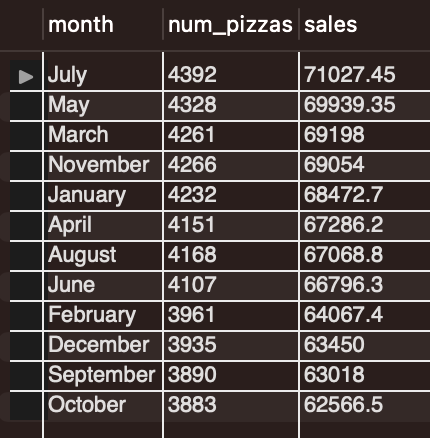 month num_pizzas sales
July 4392 71027.45
May 4328 69939.35
March 4261 69198
November 4266 69054
January 4232 68472.7
April 4151 67286.2
August 4168 67068.8
June 4107 66796.3
February 3961 64067.4
December 3935 63450
September 3890 63018
October 3883 62566.5